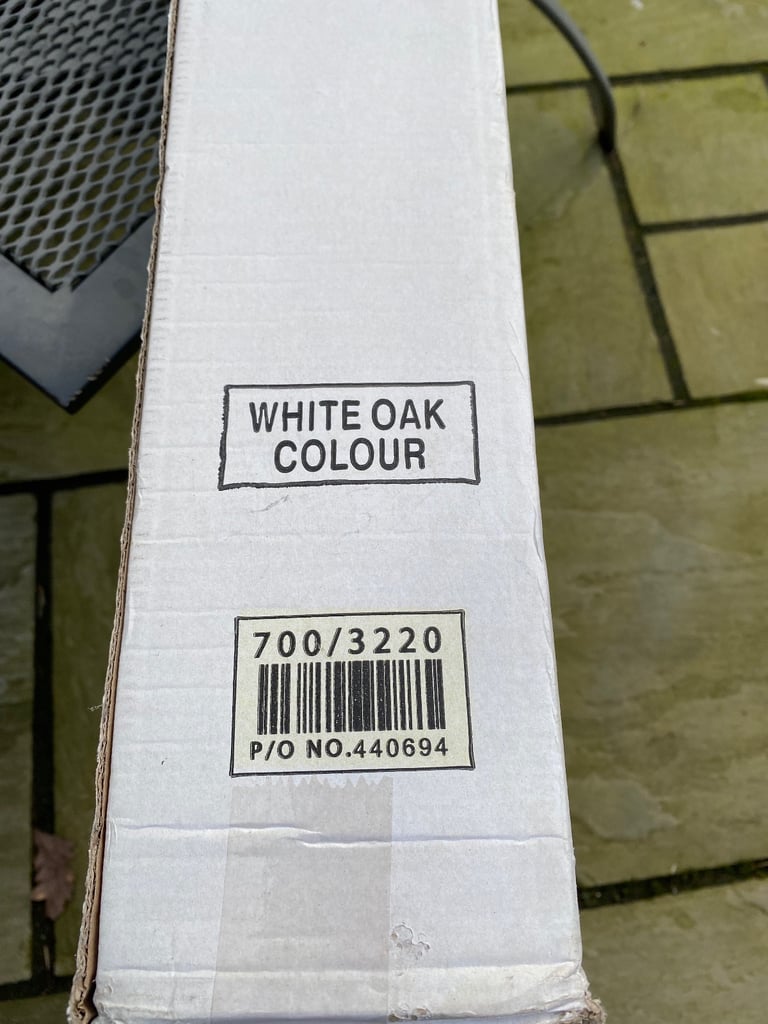 WHITE OAK
COLOUR
700/3220
P/O NO.440694